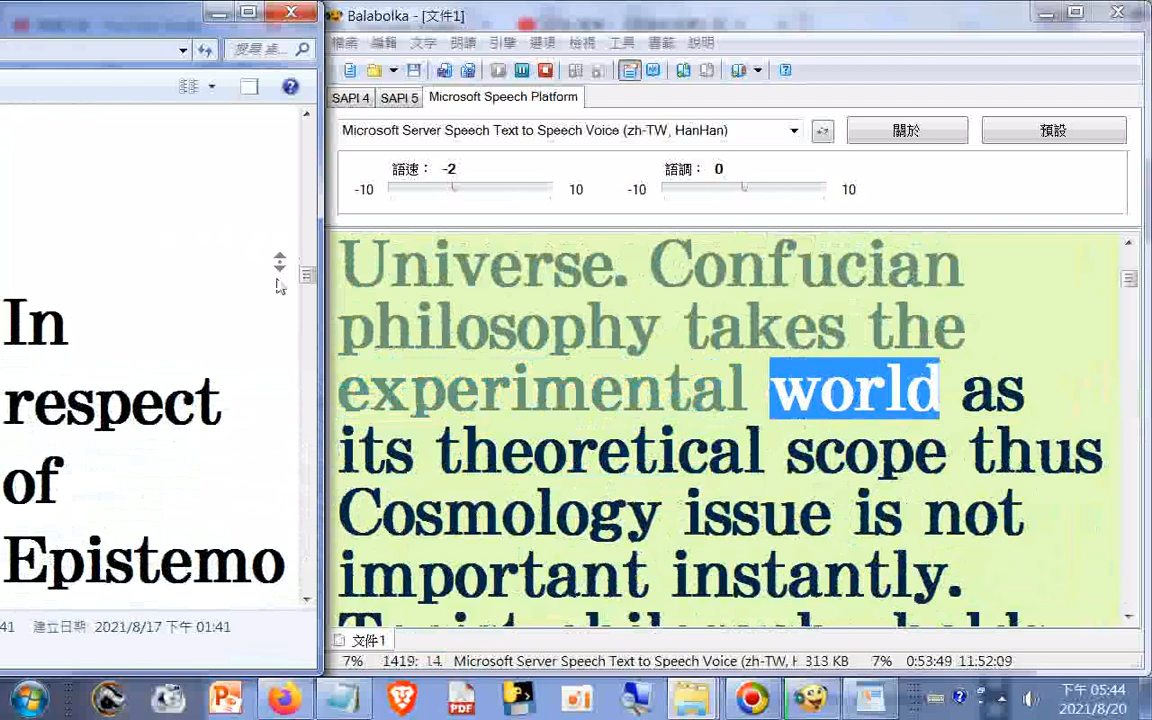 Balabolka - [文件1]
檔案 編輯 文字 朗讀 引擎 選項 檢視 工具 書籤 說明
搜尋 桌...
SAPI 4 SAPI 5 Microsoft Speech Platform
Microsoft Server Speech Text to Speech Voice (zh-TW, HanHan)
關於
預設
語速： -2
語調： 0
-10 10 -10 10
In
respect
of
Epistemo
Universe. Confucian
philosophy takes the
experimental world as
its theoretical scope thus
Cosmology issue is not
important instantly.
41 建立日期: 2021/8/17 下午 01:41
文件1
7% 1419: 14 Microsoft Server Speech Text to Speech Voice (zh-TW, H 313 KB 7% 0:53:49 11:52:09
PDF
下午 05:44
2021/8/20